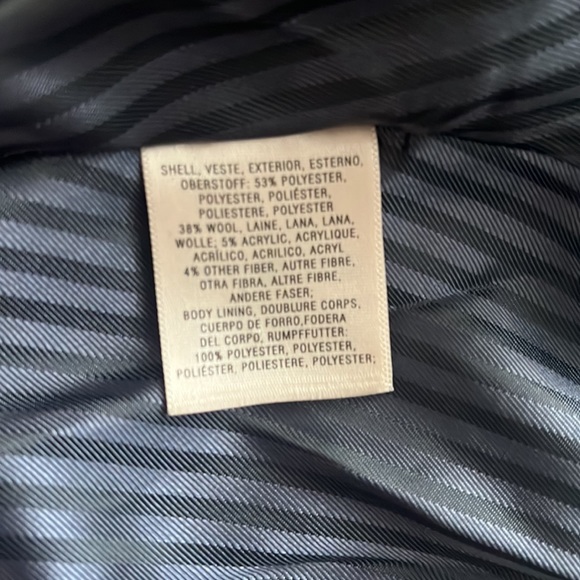 SHELL, VESTE, EXTERIOR, ESTERNO,
OBERSTOFF: 53% POLYESTER,
POLYESTER, POLIÉSTER,
POLIESTERE, POLYESTER
38% WOOL, LAINE, LANA, LANA,
WOLLE; 5% ACRYLIC, ACRYLIQUE,
ACRÍLICO, ACRILICO, ACRYL
4% OTHER FIBER, AUTRE FIBRE,
OTRA FIBRA, ALTRE FIBRE,
ANDERE FASER;
BODY LINING, DOUBLURE CORPS,
CUERPO DE FORRO,FODERA
DEL CORPO, RUMPFFUTTER:
100% POLYESTER, POLYESTER,
POLIÉSTER, POLIESTERE, POLYESTER;